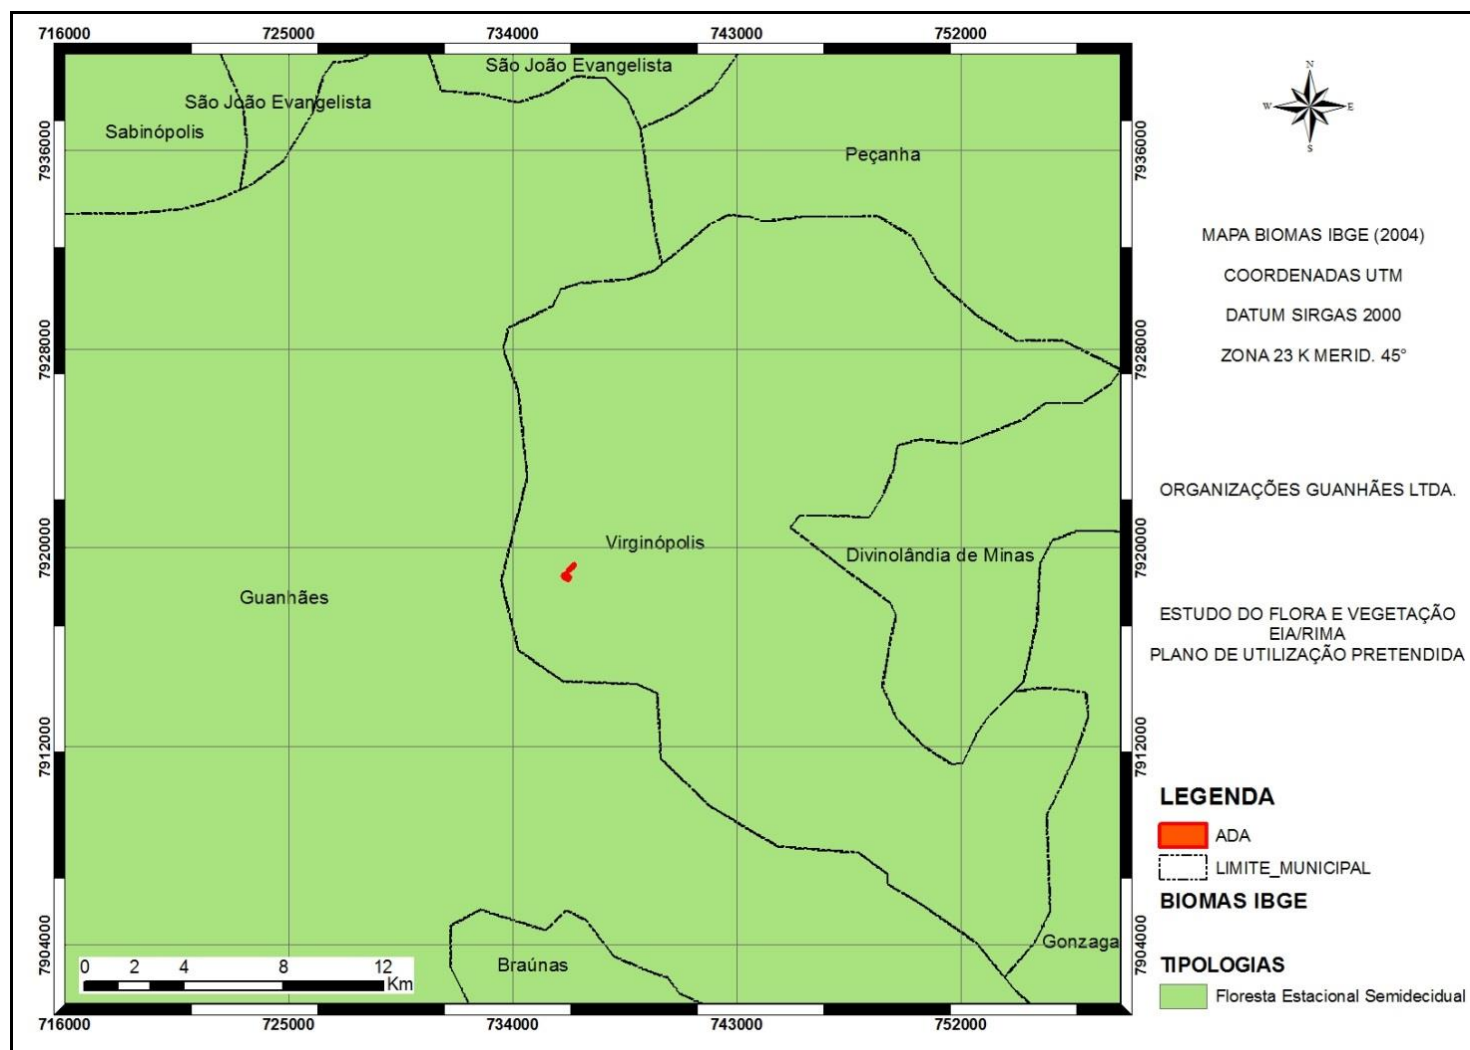 716000 725000 734000 743000 752000
São João Evangelista
São João Evangelista
Sabinópolis
Peçanha
7936000 7936000
7928000 7928000
Virginópolis
Divinolândia de Minas
7920000 7920000
Guanhães
7912000 7912000
Gonzaga
7904000 7904000
Braúnas
0 2 4 8 12
Km
716000 725000 734000 743000 752000
N
W E
S
MAPA BIOMAS IBGE (2004)
COORDENADAS UTM
DATUM SIRGAS 2000
ZONA 23 K MERID. 45°
ORGANIZAÇÕES GUANHÃES LTDA.
ESTUDO DO FLORA E VEGETAÇÃO
EIA/RIMA
PLANO DE UTILIZAÇÃO PRETENDIDA
LEGENDA
ADA
LIMITE_MUNICIPAL
BIOMAS IBGE
TIPOLOGIAS
Floresta Estacional Semidecidual